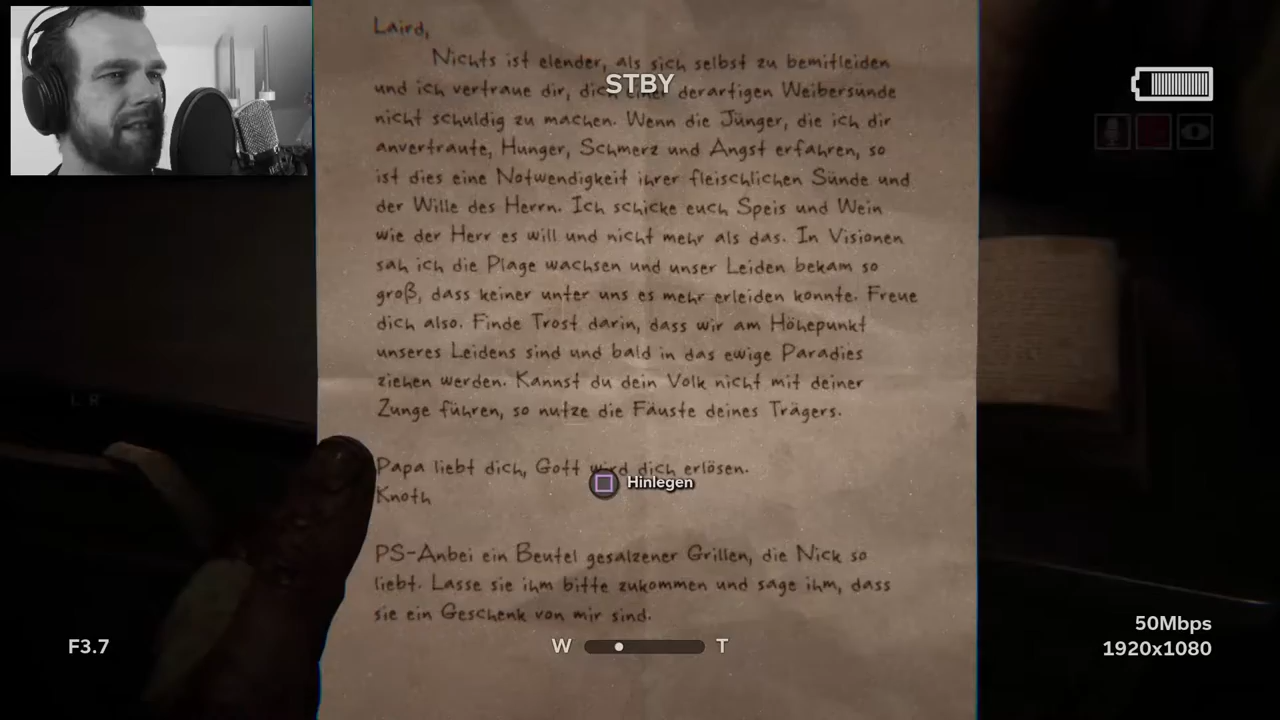 Laird,
Nichts ist elender, als sich selbst zu bemitleiden
STBY
und ich vertraue dir, dich einer derartigen Weibersünde
nicht schuldig zu machen. Wenn die Jünger, die ich dir
anvertraute, Hunger, Schmerz und Angst erfahren, so
ist dies eine Notwendigkeit ihrer fleischlichen Sünde und
der Wille des Herrn. Ich schicke euch Speis und Wein
wie der Herr es will und nicht mehr als das. In Visionen
sah ich die Plage wachsen und unser Leiden bekam so
groß, dass keiner unter uns es mehr erleiden konnte. Freue
dich also. Finde Trost darin, dass wir am Höhepunkt
unseres Leidens sind und bald in das ewige Paradies
ziehen werden. Kannst du dein Volk nicht mit deiner
Zunge führen, so nutze die Fäuste deines Trägers.
Papa liebt dich, Gott wird dich erlösen.
Hinlegen
Knoth
PS-Anbei ein Beutel gesalzener Grillen, die Nick so
liebt. Lasse sie ihm bitte zukommen und sage ihm, dass
sie ein Geschenk von mir sind.
F3.7
W T
50Mbps
1920x1080